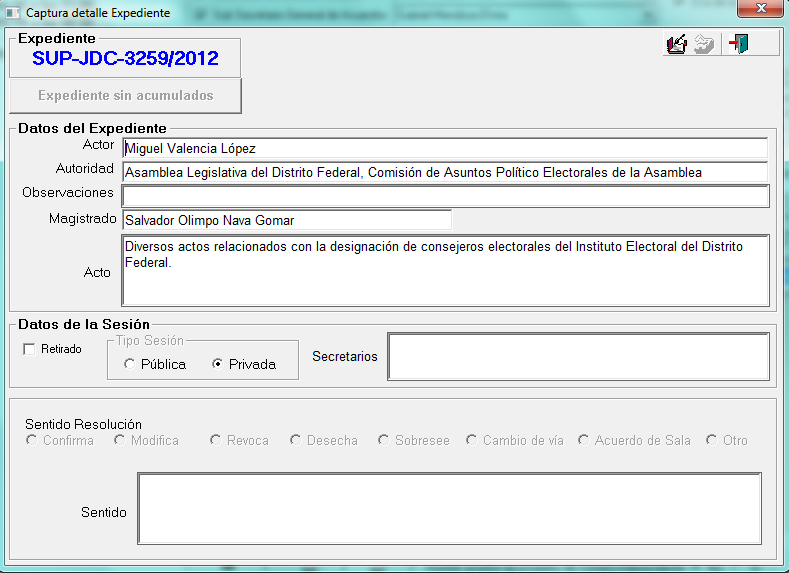 Captura detalle Expediente
Expediente
SUP-JDC-3259/2012
Expediente sin acumulados
Datos del Expediente
Actor Miguel Valencia López
Autoridad Asamblea Legislativa del Distrito Federal, Comisión de Asuntos Político Electorales de la Asamblea
Observaciones
Magistrado Salvador Olimpo Nava Gomar
Acto Diversos actos relacionados con la designación de consejeros electorales del Instituto Electoral del Distrito
Federal.
Datos de la Sesión
Retirado
Tipo Sesión
Pública Privada
Secretarios
Sentido Resolución
Confirma Modifica Revoca Desecha Sobresee Cambio de vía Acuerdo de Sala Otro
Sentido